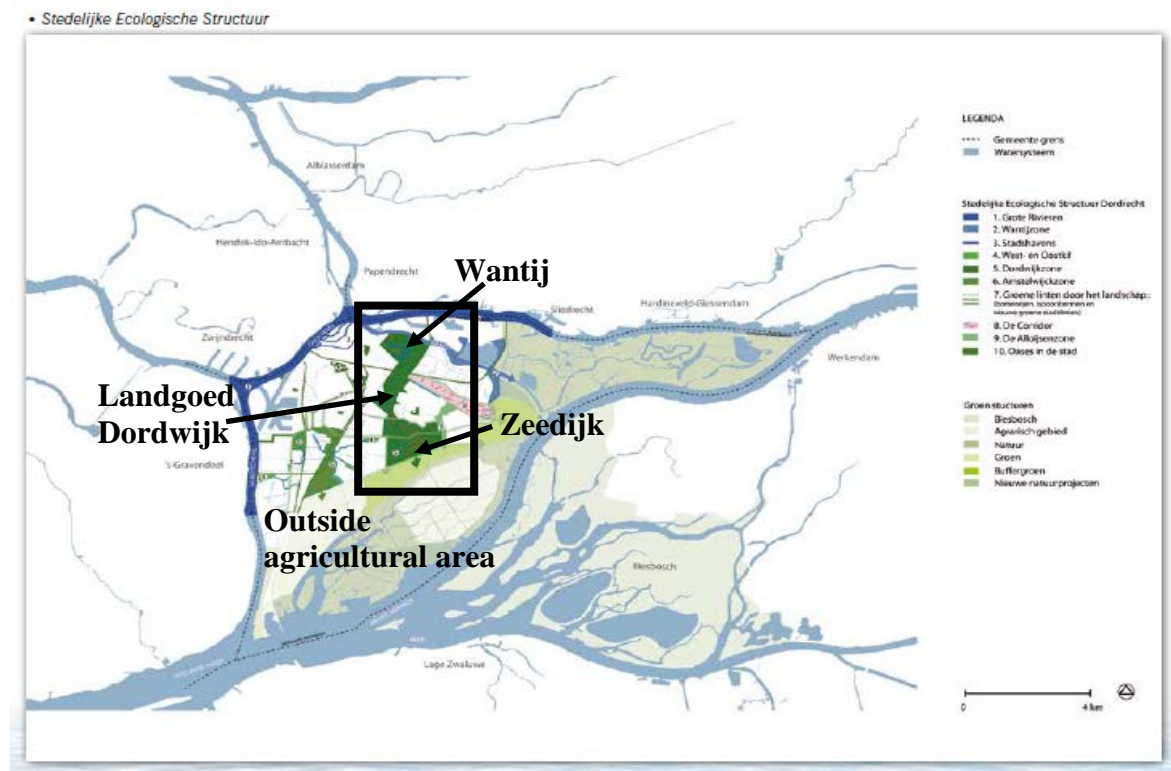 • Stedelijke Ecologische Structuur
Alblasserdam
Hendrik-Ido-Ambacht
Papendrecht
Wantij
Sliedrecht
Hardinxveld-Giessendam
Zwijndrecht
Werkendam
Landgoed
Dordwijk
Zeedijk
's-Gravendeel
Outside
agricultural area
Biesbosch
Lage Zwaluwe
LEGENDA
Gemeente grens
Watersysteem
Stedelijke Ecologische Structuur Dordrecht
1. Grote Rivieren
2. Wantijzone
3. Stadshavens
4. West- en Oostkil
5. Dordwijkzone
6. Amstelwijckzone
7. Groene linten door het landschap:
8. De Corridor
9. De Alloijsenzone
10. Oases in de stad
Groen stucturen
Biesbosch
Agrarisch gebied
Natuur
Groen
Buffergroen
Nieuwe natuurprojecten
0
4 km